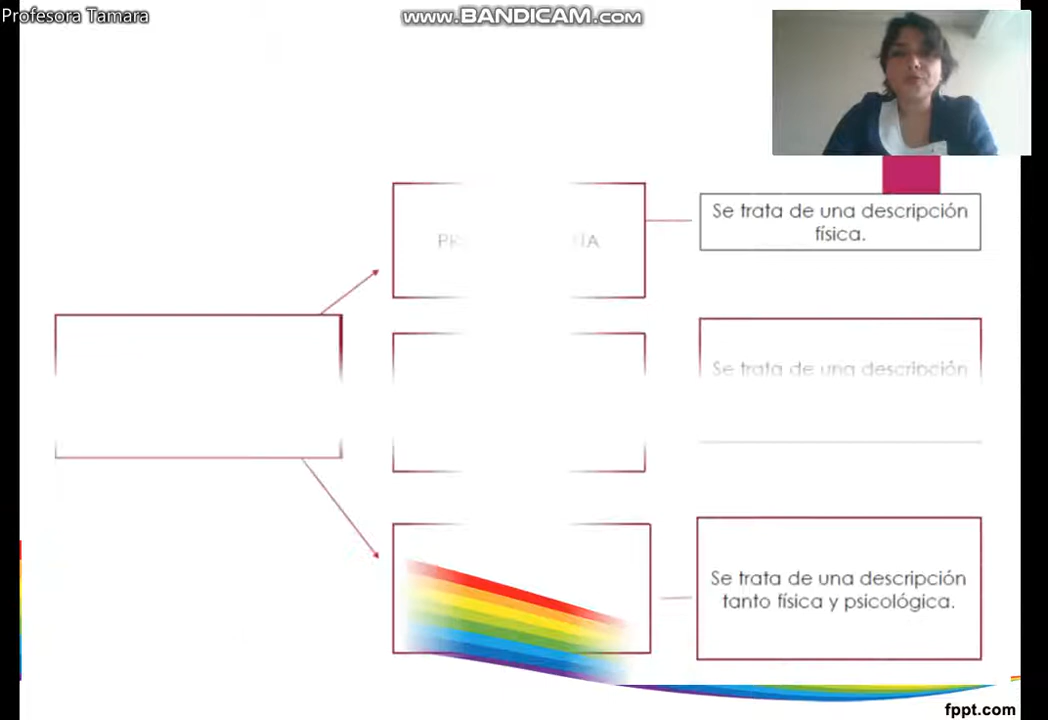 Profesora Tamara
www.BANDICAM.com
Se trata de una descripción
física.
Se trata de una descripción
Se trata de una descripción
tanto física y psicológica.
fppt.com